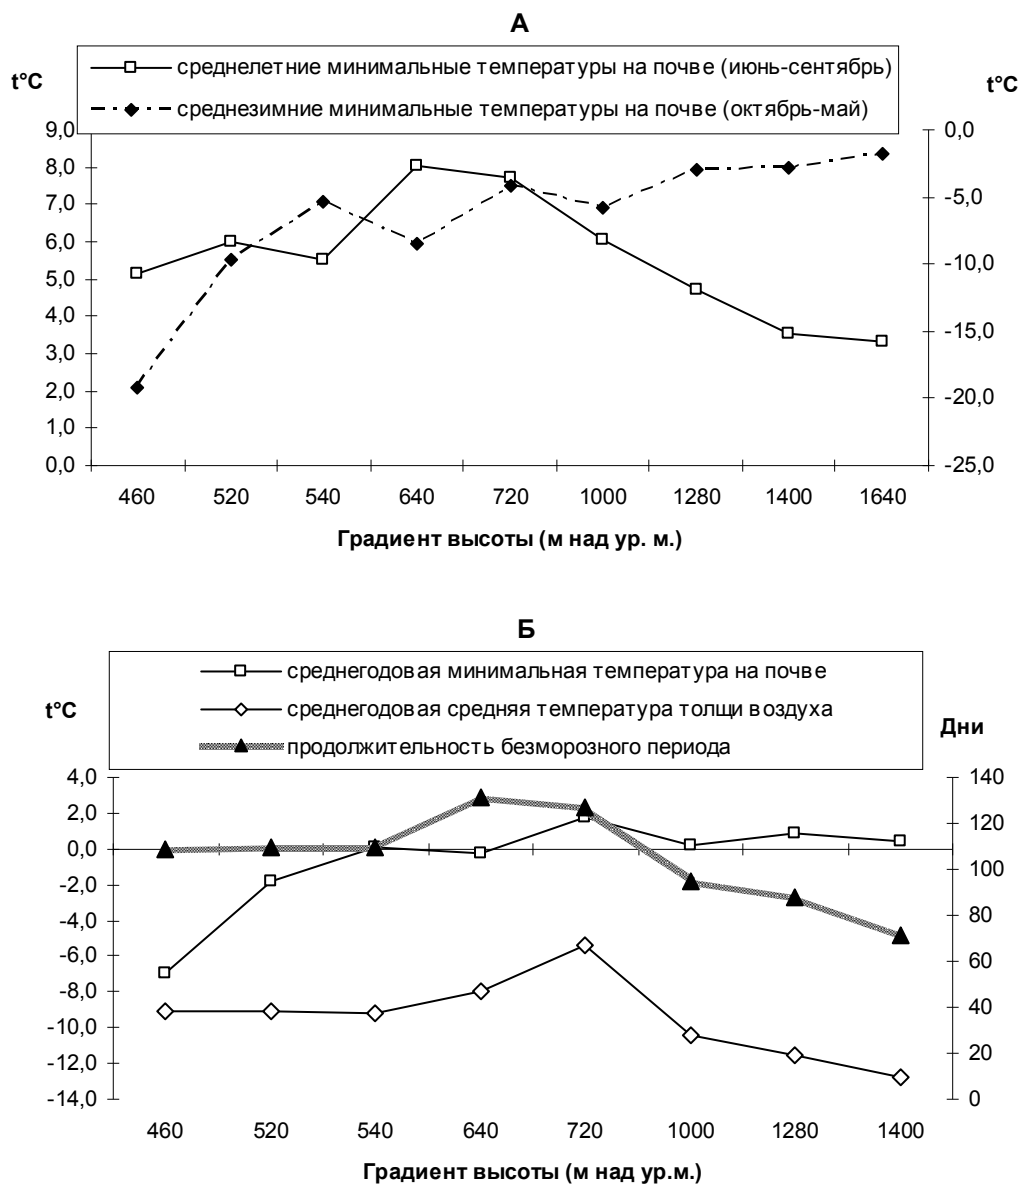 А
среднелетние минимальные температуры на почве (июнь-сентябрь)
среднезимние минимальные температуры на почве (октябрь-май)
t°C
t°C
9,0
8,0
7,0
6,0
5,0
4,0
3,0
2,0
1,0
0,0
0,0
-5,0
-10,0
-15,0
-20,0
-25,0
460 520 540 640 720 1000 1280 1400 1640
Градиент высоты (м над ур. м.)
Б
среднегодовая минимальная температура на почве
среднегодовая средняя температура толщи воздуха
продолжительность безморозного периода
t°C
Дни
4,0
2,0
0,0
-2,0
-4,0
-6,0
-8,0
-10,0
-12,0
-14,0
140
120
100
80
60
40
20
0
460 520 540 640 720 1000 1280 1400
Градиент высоты (м над ур.м.)